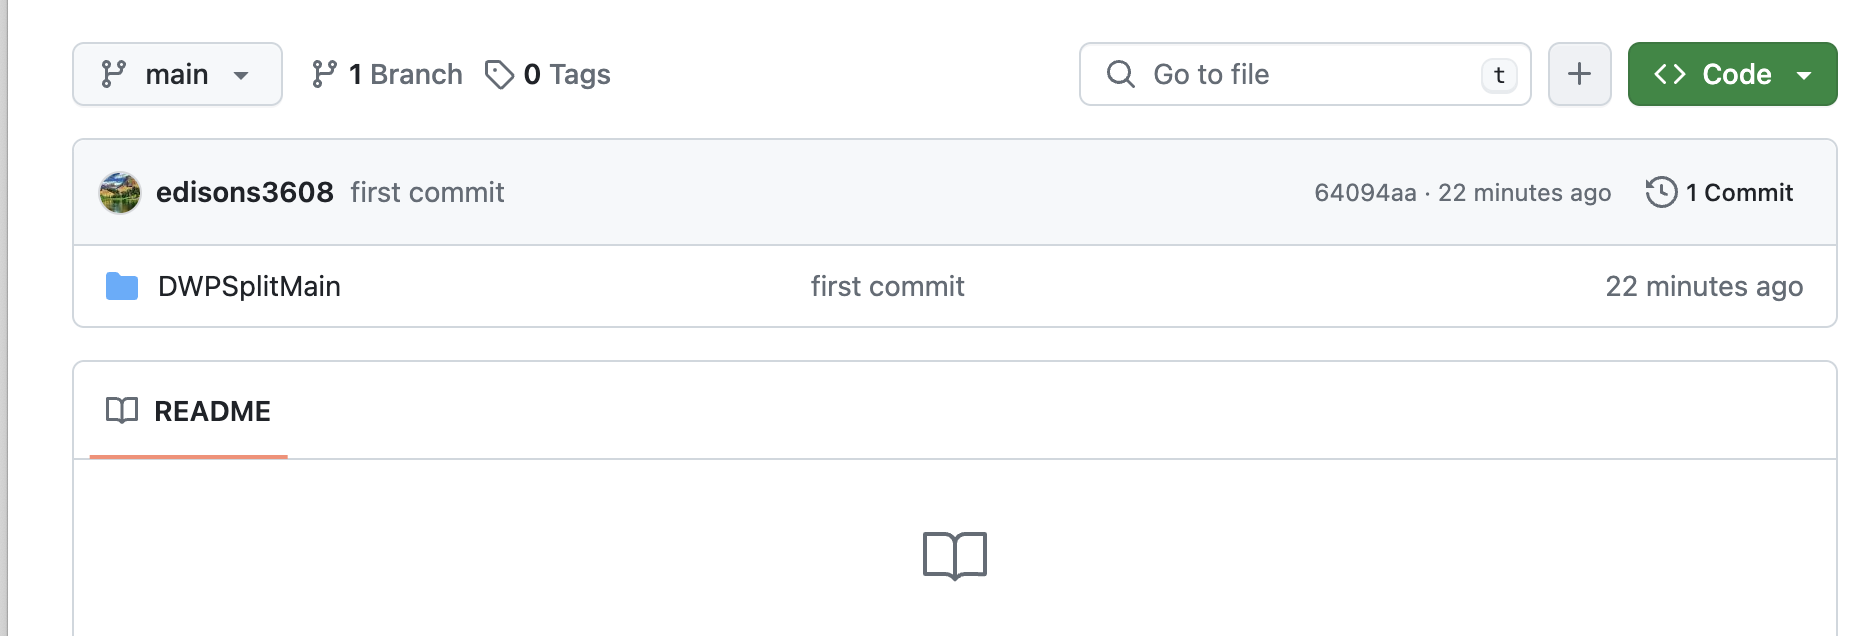 main 1 Branch 0 Tags Go to file t + Code
edisons3608 first commit 64094aa · 22 minutes ago 1 Commit
DWPSplitMain first commit 22 minutes ago
README